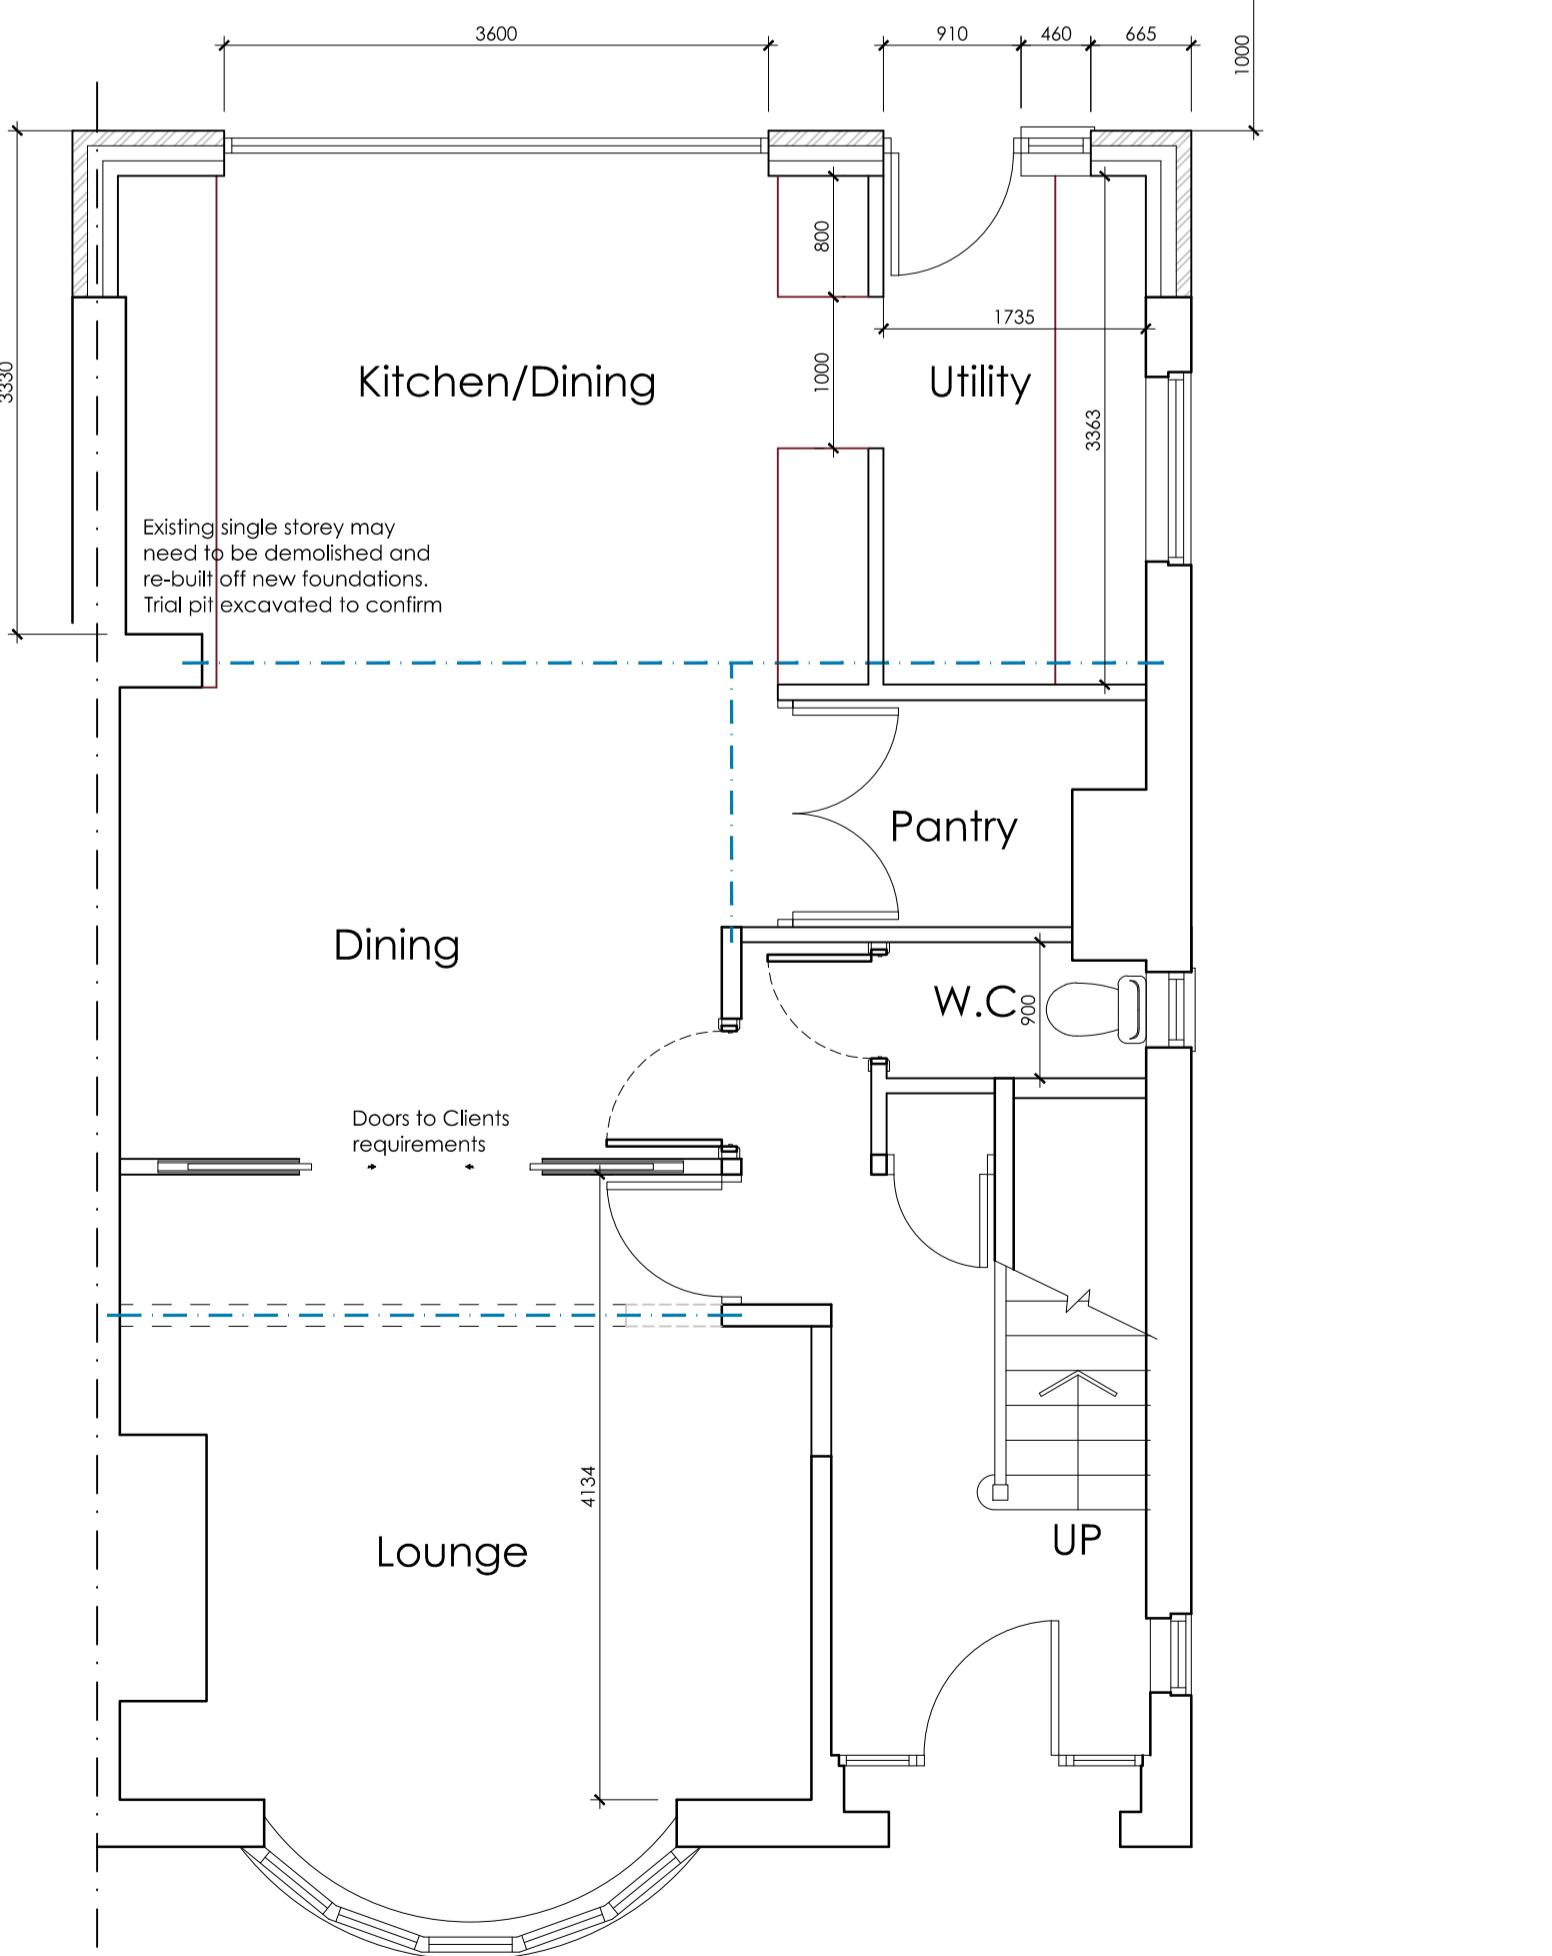 3600
910
460
665
1000
800
1735
3330
1000
Kitchen/Dining
Utility
3363
Existing single storey may
need to be demolished and
re-built off new foundations.
Trial pit excavated to confirm
Pantry
Dining
W.C
900
Doors to Clients
requirements
4134
UP
Lounge